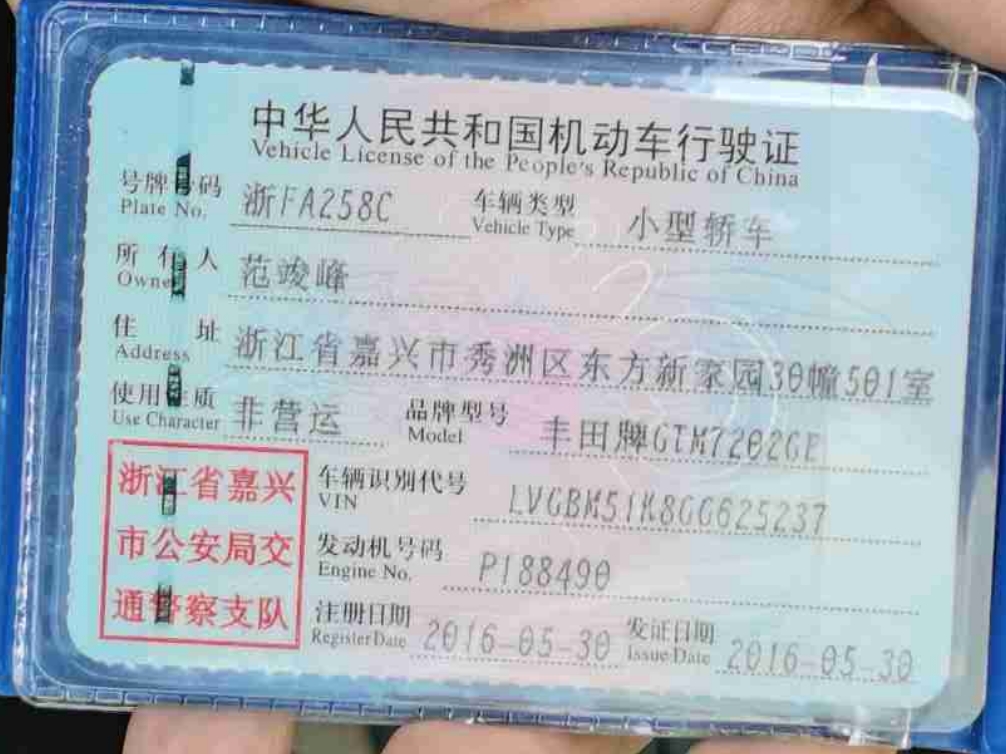 中华人民共和国机动车行驶证
Vehicle License of the People's Republic of China
号牌号码 浙FA258C 车辆类型 小型轿车
Plate No. Vehicle Type
所有人 范竣峰
Owner
住址 浙江省嘉兴市秀洲区东方新家园30幢501室
Address
使用性质 非营运 品牌型号 丰田牌GTM7202GE
Use Character Model
浙江省嘉兴 车辆识别代号
VIN
市公安局交 发动机号码 P188490
Engine No.
通警察支队 注册日期 2016-05-30 发证日期 2016-05-30
Register Date Issue Date